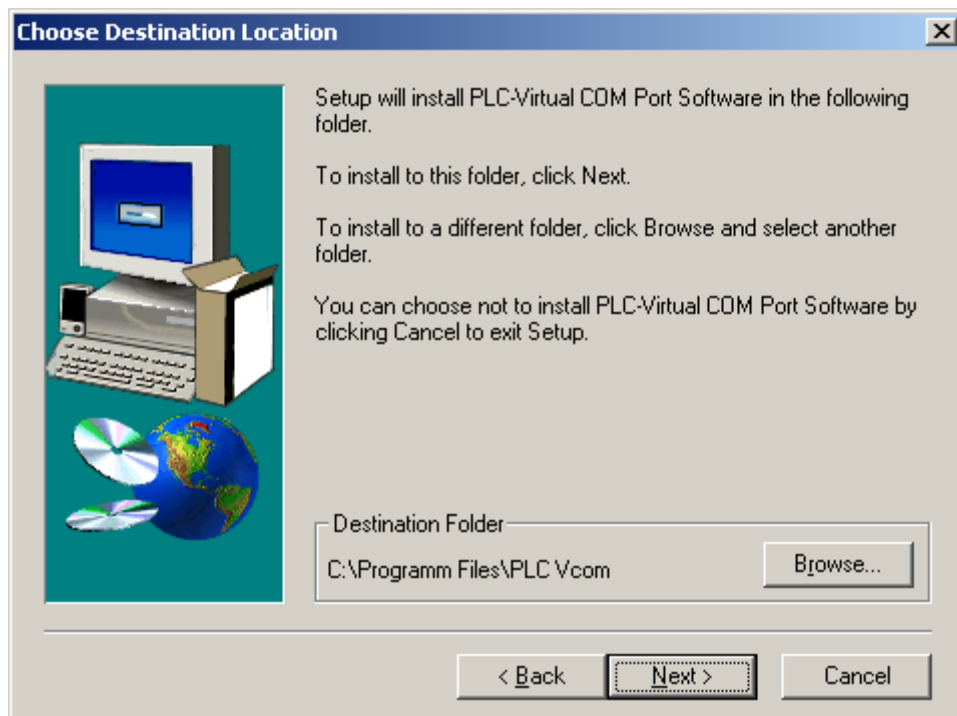 Choose Destination Location
Setup will install PLC-Virtual COM Port Software in the following
folder.
To install to this folder, click Next.
To install to a different folder, click Browse and select another
folder.
You can choose not to install PLC-Virtual COM Port Software by
clicking Cancel to exit Setup.
Destination Folder
C:\Programm Files\PLC Vcom
Browse...
< Back
Next >
Cancel